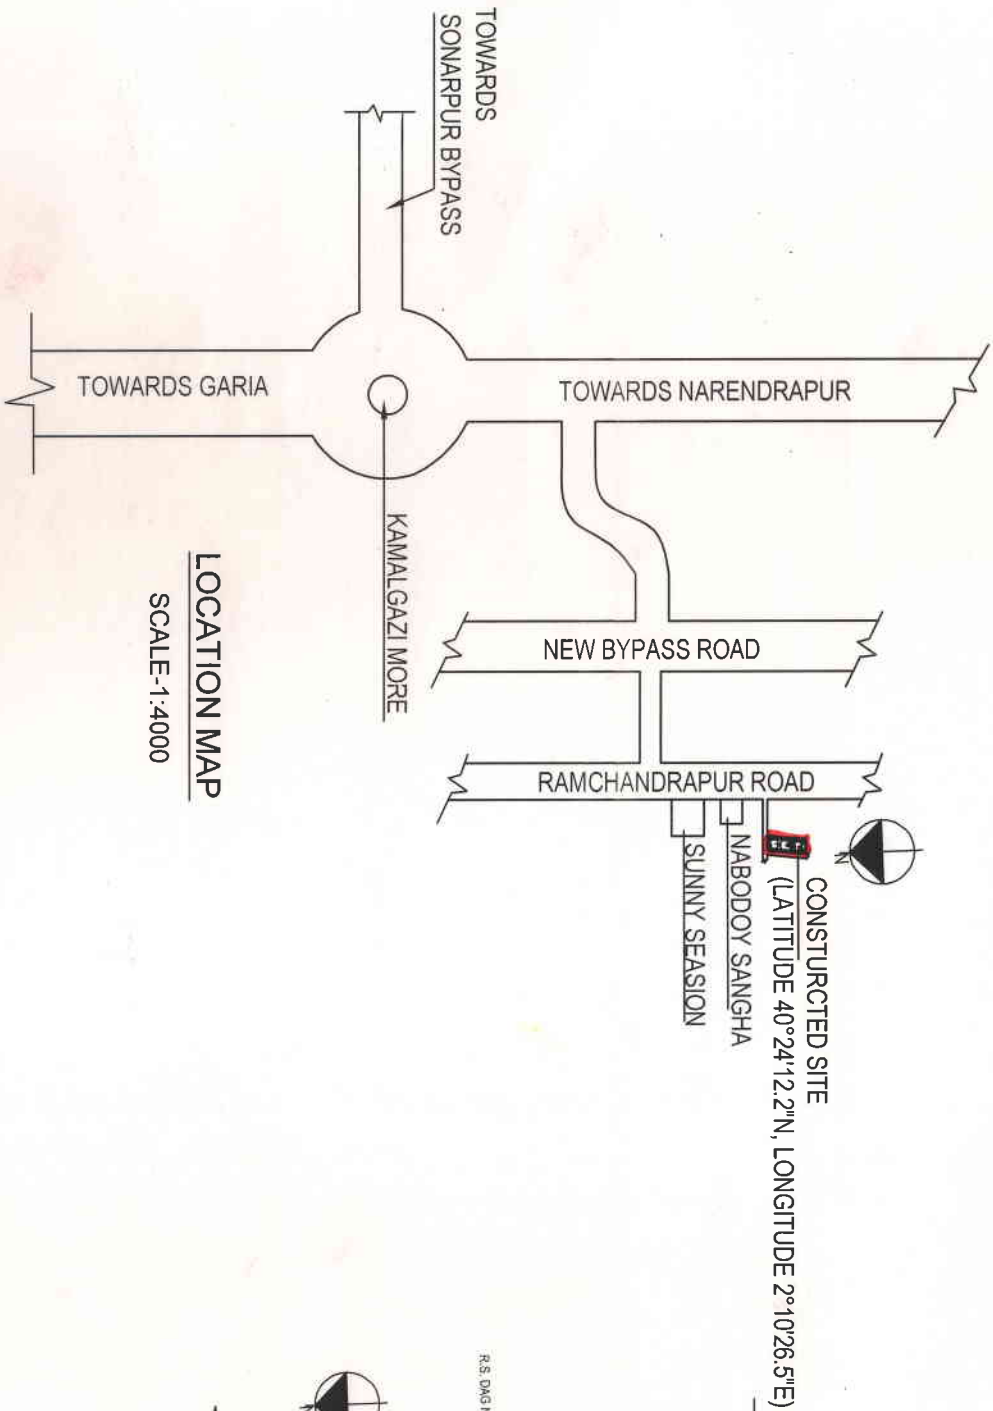 TOWARDS
SONARPUR BYPASS
TOWARDS GARIA
TOWARDS NARENDRAPUR
KAMALGAZI MORE
NEW BYPASS ROAD
RAMCHANDRAPUR ROAD
N
CONSTURCTED SITE
(LATITUDE 40°24'12.2"N, LONGITUDE 2°10'26.5"E)
NABODOY SANGHA
SUNNY SEASION
LOCATION MAP
SCALE-1:4000
R.S. DAG
N